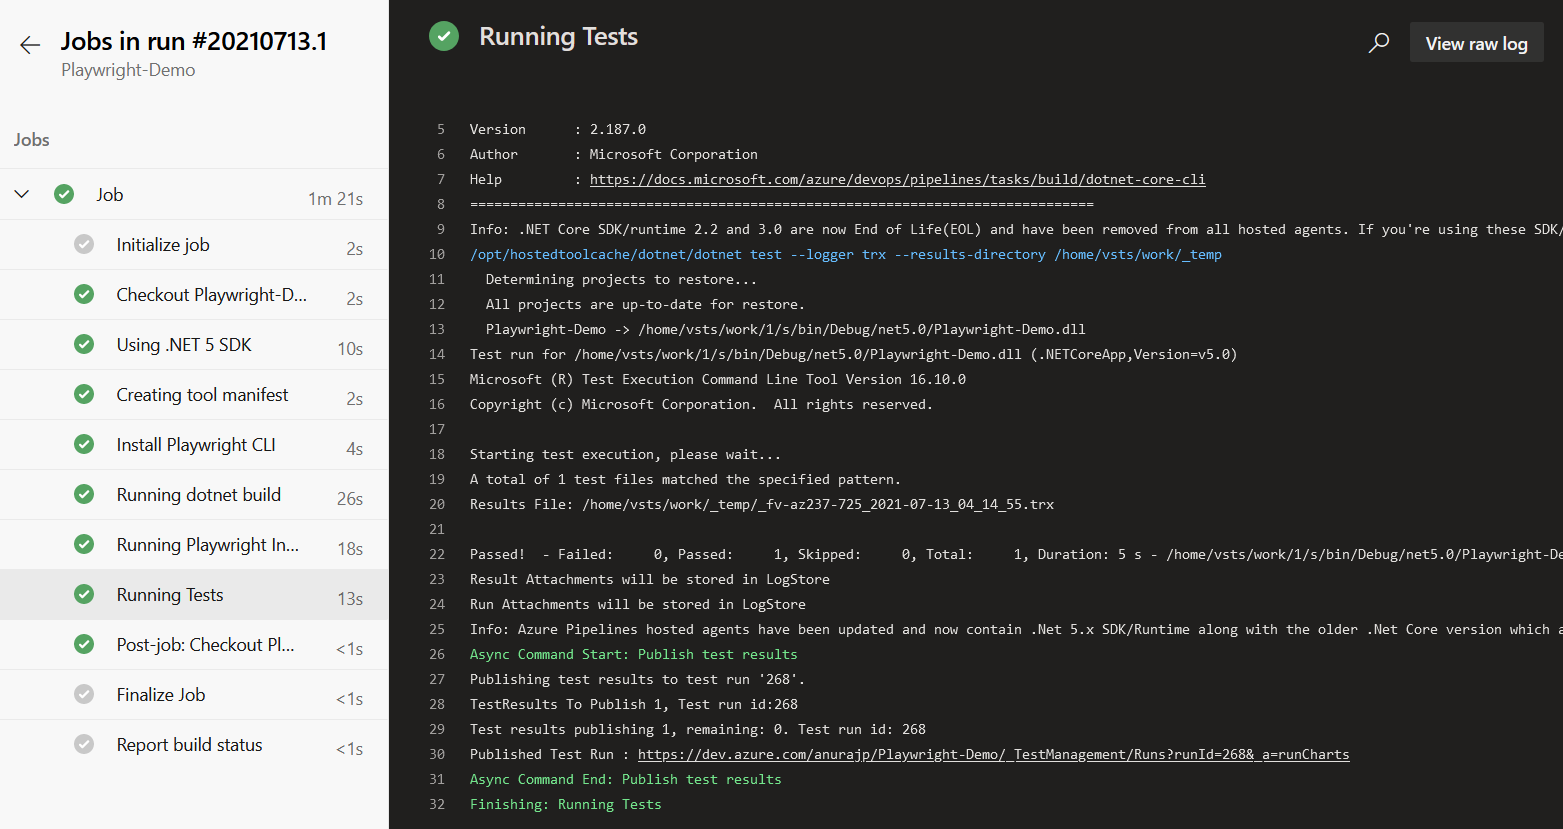 Jobs in run #20210713.1
Playwright-Demo
Jobs
Job 1m 21s
Initialize job 2s
Checkout Playwright-D... 2s
Using .NET 5 SDK 10s
Creating tool manifest 2s
Install Playwright CLI 4s
Running dotnet build 26s
Running Playwright In... 18s
Running Tests 13s
Post-job: Checkout Pl... <1s
Finalize Job <1s
Report build status <1s
Running Tests
View raw log
5 Version : 2.187.0
6 Author : Microsoft Corporation
7 Help : https://docs.microsoft.com/azure/devops/pipelines/tasks/build/dotnet-core-cli
8 ==============================================================================
9 Info: .NET Core SDK/runtime 2.2 and 3.0 are now End of Life(EOL) and have been removed from all hosted agents. If you're using these SDK/
10 /opt/hostedtoolcache/dotnet/dotnet test --logger trx --results-directory /home/vsts/work/_temp
11 Determining projects to restore...
12 All projects are up-to-date for restore.
13 Playwright-Demo -> /home/vsts/work/1/s/bin/Debug/net5.0/Playwright-Demo.dll
14 Test run for /home/vsts/work/1/s/bin/Debug/net5.0/Playwright-Demo.dll (.NETCoreApp,Version=v5.0)
15 Microsoft (R) Test Execution Command Line Tool Version 16.10.0
16 Copyright (c) Microsoft Corporation. All rights reserved.
17
18 Starting test execution, please wait...
19 A total of 1 test files matched the specified pattern.
20 Results File: /home/vsts/work/_temp/_fv-az237-725_2021-07-13_04_14_55.trx
21
22 Passed! - Failed: 0, Passed: 1, Skipped: 0, Total: 1, Duration: 5 s - /home/vsts/work/1/s/bin/Debug/net5.0/Playwright-De
23 Result Attachments will be stored in LogStore
24 Run Attachments will be stored in LogStore
25 Info: Azure Pipelines hosted agents have been updated and now contain .Net 5.x SDK/Runtime along with the older .Net Core version which a
26 Async Command Start: Publish test results
27 Publishing test results to test run '268'.
28 TestResults To Publish 1, Test run id:268
29 Test results publishing 1, remaining: 0. Test run id: 268
30 Published Test Run : https://dev.azure.com/anurajp/Playwright-Demo/_TestManagement/Runs?runId=268&_a=runCharts
31 Async Command End: Publish test results
32 Finishing: Running Tests